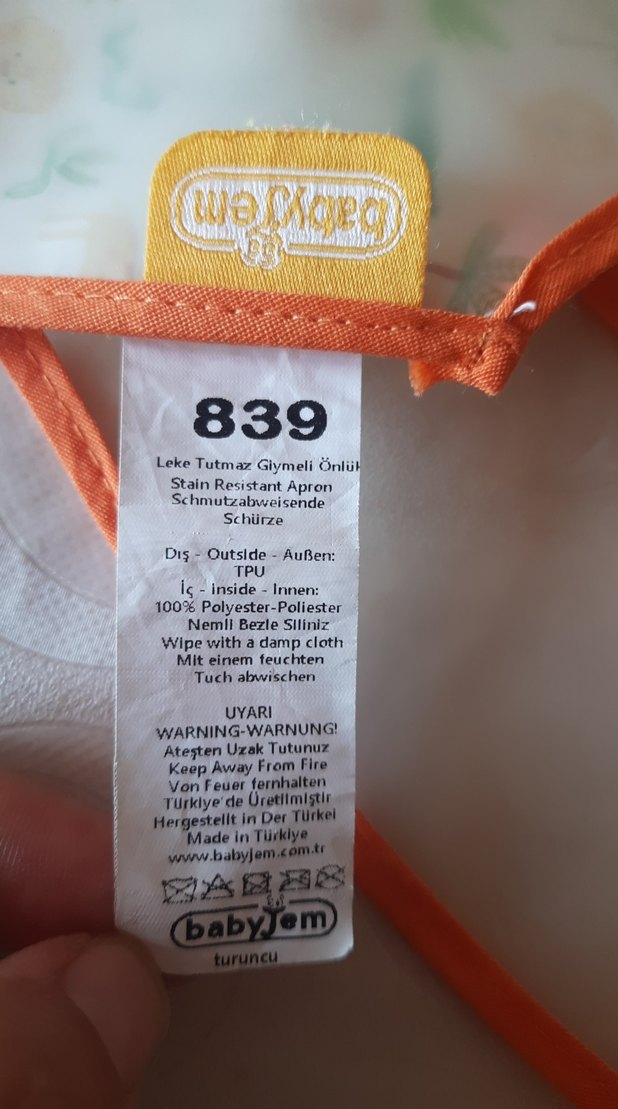 babyjem
839
Leke Tutmaz Giymeli Önlük
Stain Resistant Apron
Schmutzabweisende
Schürze
Dış - Outside - Außen:
TPU
İç - Inside - Innen:
100% Polyester-Poliester
Nemli Bezle Siliniz
Wipe with a damp cloth
Mit einem feuchten
Tuch abwischen
UYARI
WARNING-WARNUNG!
Ateşten Uzak Tutunuz
Keep Away From Fire
Von Feuer fernhalten
Türkiye'de Üretilmiştir
Hergestellt in Der Türkei
Made in Türkiye
www.babyjem.com.tr
babyjem
turuncu